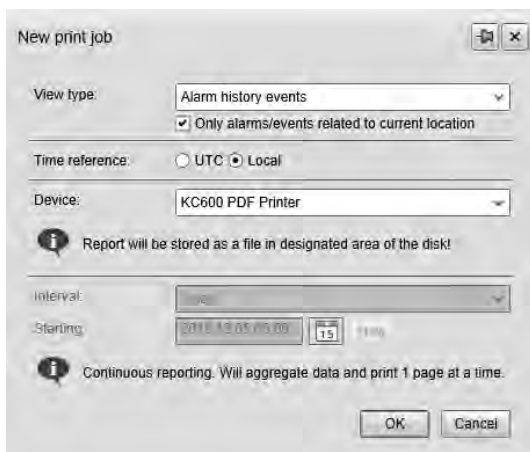 New print job
View type: Alarm history events
Only alarms/events related to current location
Time reference: UTC Local
Device: KC600 PDF Printer
Report will be stored as a file in designated area of the disk!
Interval:
Starting: 15
Continuous reporting. Will aggregate data and print 1 page at a time.
OK Cancel